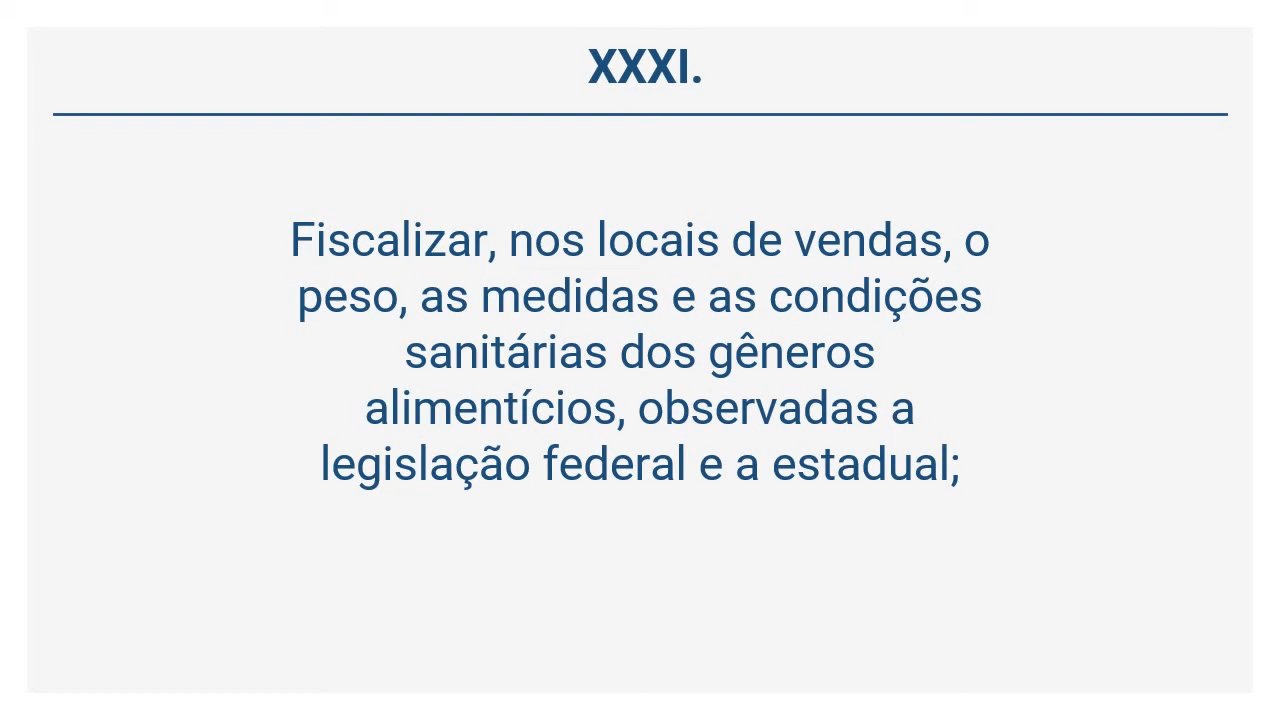 XXXI.
Fiscalizar, nos locais de vendas, o
peso, as medidas e as condições
sanitárias dos gêneros
alimentícios, observadas a
legislação federal e a estadual;